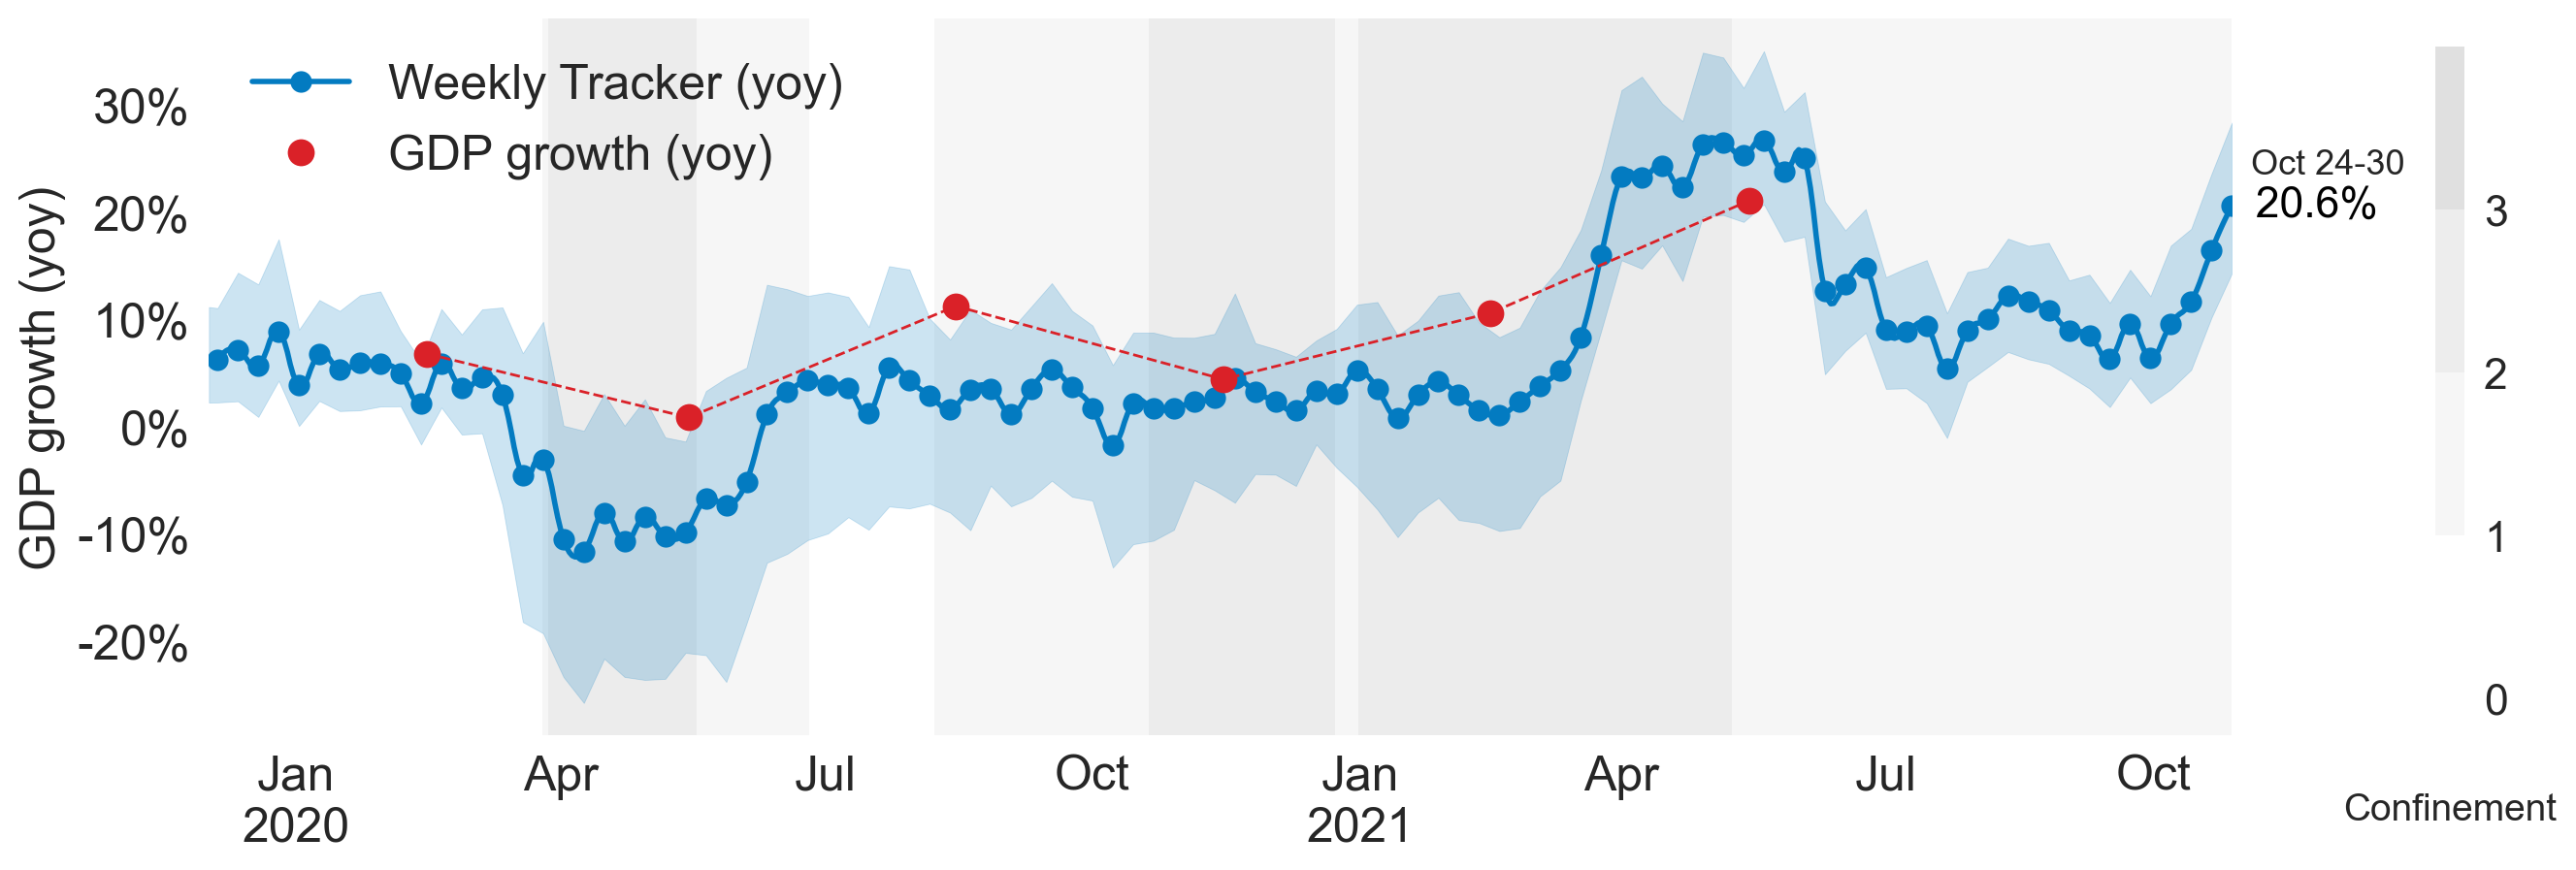 Weekly Tracker (yoy)
GDP growth (yoy)
GDP growth (yoy)
30%
20%
10%
0%
-10%
-20%
Oct 24-30
20.6%
3
2
1
0
Jan
2020
Apr
Jul
Oct
Jan
2021
Apr
Jul
Oct
Confinement